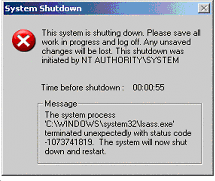 System Shutdown
This system is shutting down. Please save all
work in progress and log off. Any unsaved
changes will be lost. This shutdown was
initiated by NT AUTHORITY\SYSTEM
Time before shutdown : 00:00:55
Message
The system process
'C:\WINDOWS\system32\lsass.exe'
terminated unexpectedly with status code
-1073741819. The system will now shut
down and restart.